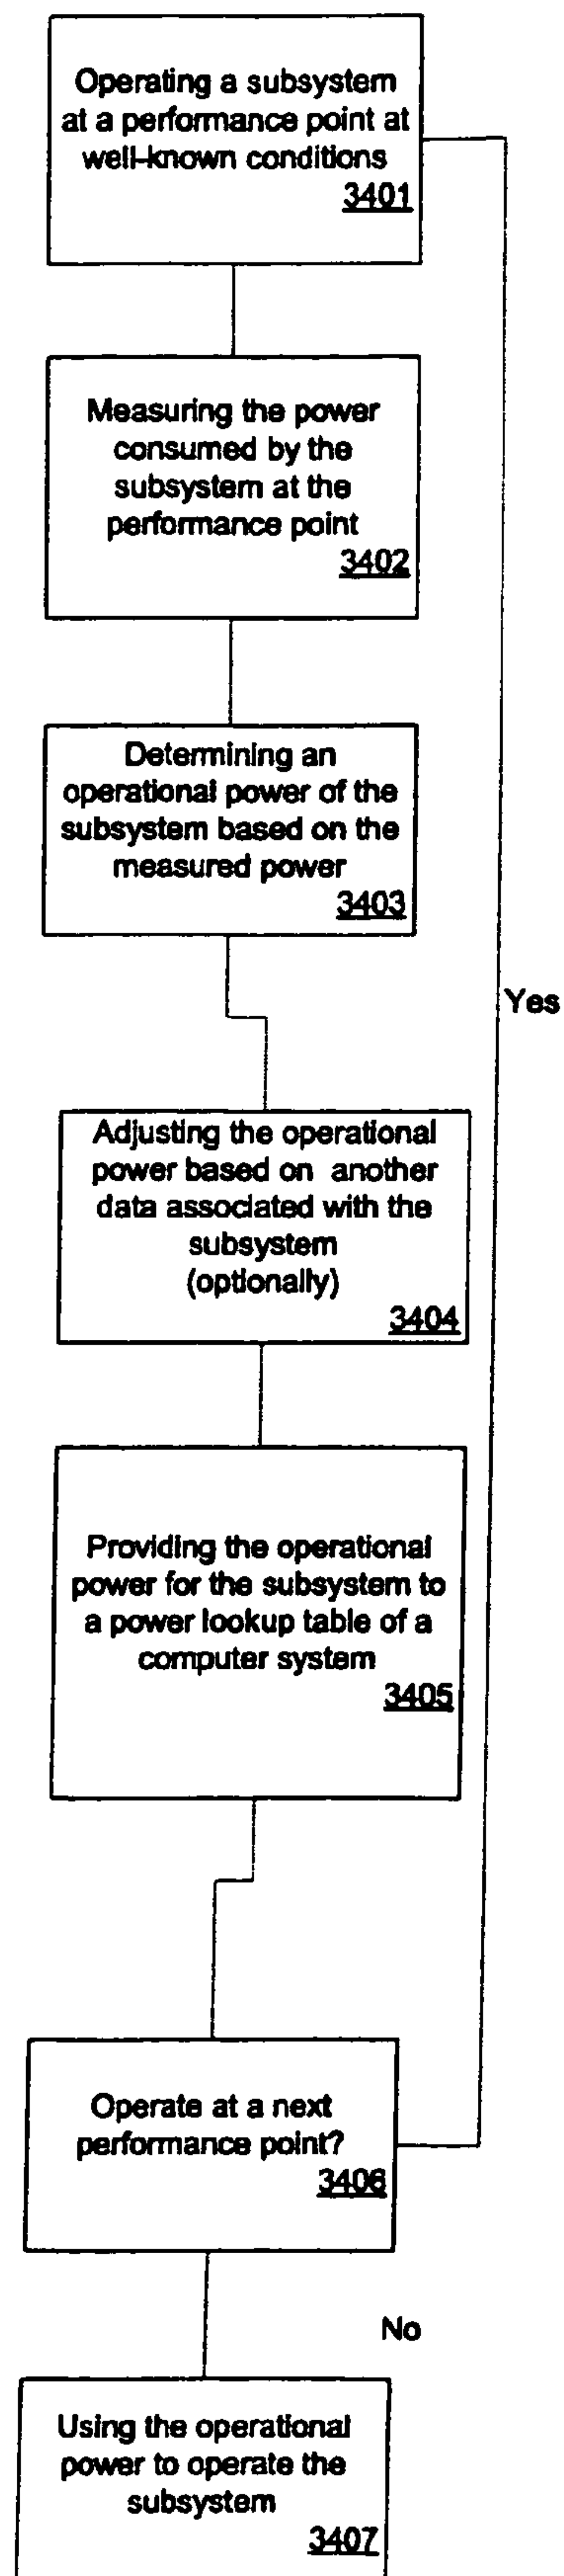 Operating a subsystem
at a performance point at
well-known conditions
3401
Measuring the power
consumed by the
subsystem at the
performance point
3402
Determining an
operational power of the
subsystem based on the
measured power
3403
Yes
Adjusting the operational
power based on another
data associated with the
subsystem
(optionally)
3404
Providing the operational
power for the subsystem to
a power lookup table of a
computer system
3405
Operate at a next
performance point?
3406
No
Using the operational
power to operate the
subsystem
3407